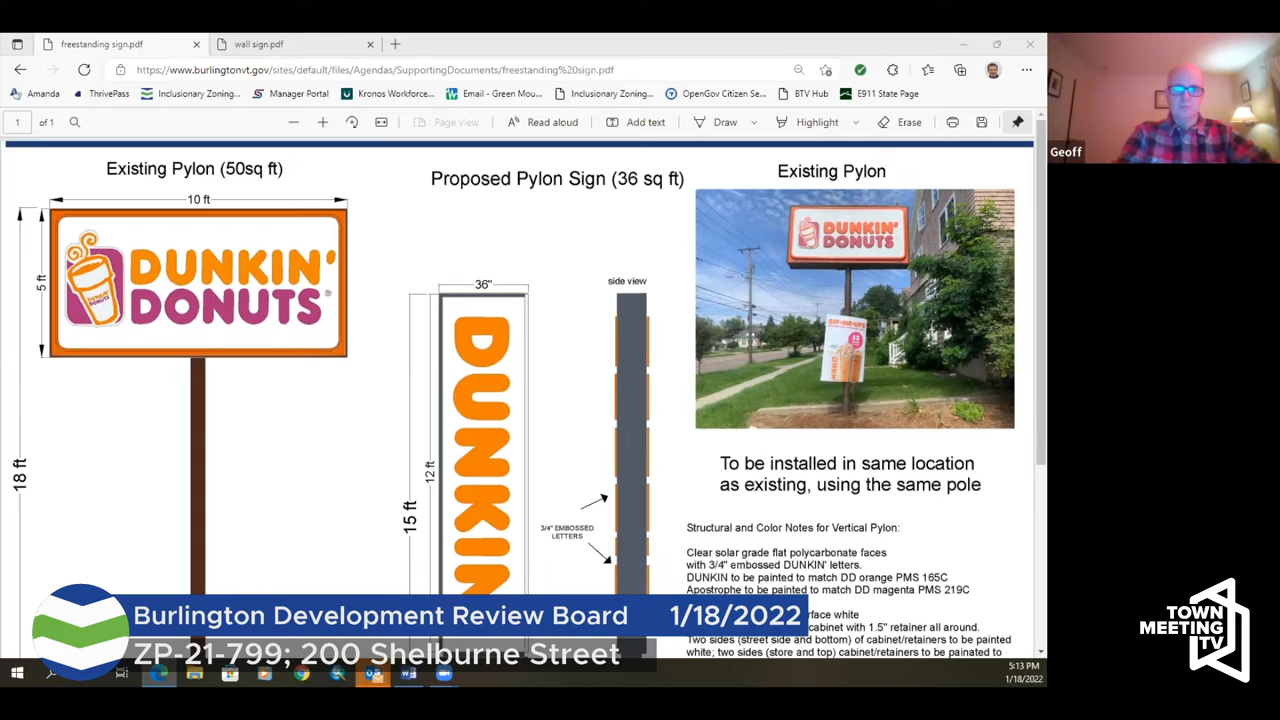 freestanding sign.pdf
wall sign.pdf
https://www.burlingtonvt.gov/sites/default/files/Agendas/SupportingDocuments/freestanding%20sign.pdf
Amanda
ThrivePass
Inclusionary Zoning...
Manager Portal
Kronos Workforce...
Email - Green Mou...
Inclusionary Zoning...
OpenGov Citizen Se...
BTV Hub
E911 State Page
1 of 1
Page view
Read aloud
Add text
Draw
Highlight
Erase
Geoff
Existing Pylon (50sq ft)
10 ft
5 ft
18 ft
DUNKIN'
DONUTS®
Proposed Pylon Sign (36 sq ft)
36"
12 ft
15 ft
DUNKIN
side view
3/4" EMBOSSED
LETTERS
Existing Pylon
DUNKIN'
DONUTS
To be installed in same location
as existing, using the same pole
Structural and Color Notes for Vertical Pylon:
Clear solar grade flat polycarbonate faces
with 3/4" embossed DUNKIN' letters.
DUNKIN to be painted to match DD orange PMS 165C
Apostrophe to be painted to match DD magenta PMS 219C
white
cabinet with 1.5" retainer all around.
Two sides (street side and bottom) of cabinet/retainers to be painted
white; two sides (store and top) cabinet/retainers to be painated to
Burlington Development Review Board 1/18/2022
ZP-21-799; 200 Shelburne Street
TOWN
MEETING
TV
5:13 PM
1/18/2022